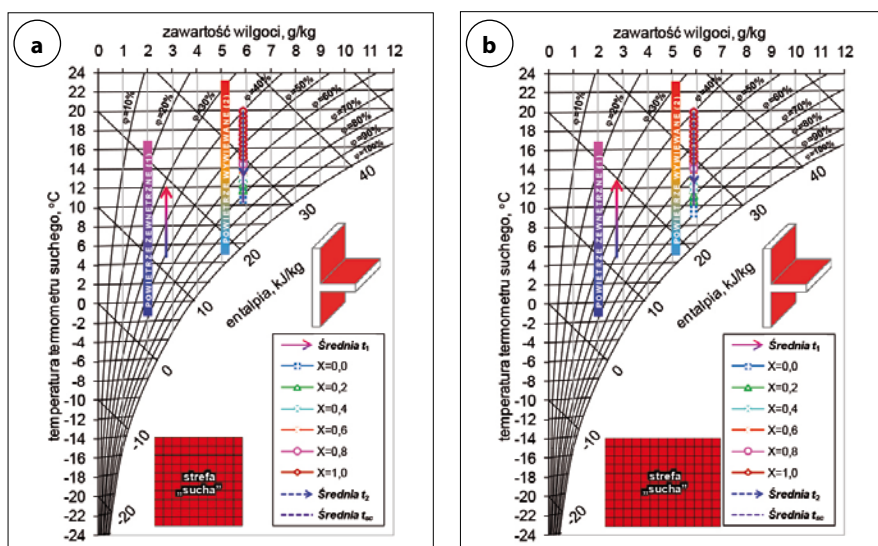 a
zawartość wilgoci, g/kg
0 1 2 3 4 5 6 7 8 9 10 11 12
temperatura termometru suchego, °C
24
22
20
18
16
14
12
10
8
6
4
2
0
-2
-4
-6
-8
-10
-12
-14
-16
-18
-20
-22
-24
φ=10%
φ=20%
φ=30%
φ=40%
φ=50%
φ=60%
φ=70%
φ=80%
φ=90%
φ=100%
POWIETRZE ZEWNĘTRZNE (1)
POWIETRZE WYWIEWANE (2)
40
30
20
10
0
-10
-20
entalpia, kJ/kg
Średnia t1
X=0,0
X=0,2
X=0,4
X=0,6
X=0,8
X=1,0
Średnia t2
Średnia tsc
strefa
„sucha”
b
zawartość wilgoci, g/kg
0 1 2 3 4 5 6 7 8 9 10 11 12
temperatura termometru suchego, °C
24
22
20
18
16
14
12
10
8
6
4
2
0
-2
-4
-6
-8
-10
-12
-14
-16
-18
-20
-22
-24
φ=10%
φ=20%
φ=30%
φ=40%
φ=50%
φ=60%
φ=70%
φ=80%
φ=90%
φ=100%
POWIETRZE ZEWNĘTRZNE (1)
POWIETRZE WYWIEWANE (2)
40
30
20
10
0
-10
-20
entalpia, kJ/kg
Średnia t1
X=0,0
X=0,2
X=0,4
X=0,6
X=0,8
X=1,0
Średnia t2
Średnia tsc
strefa
„sucha”